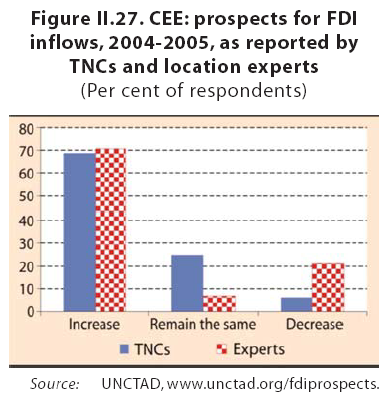 Figure II.27. CEE: prospects for FDI
inflows, 2004-2005, as reported by
TNCs and location experts
(Per cent of respondents)
80
70
60
50
40
30
20
10
0
Increase Remain the same Decrease
TNCs Experts
Source: UNCTAD, www.unctad.org/fdiprospects.